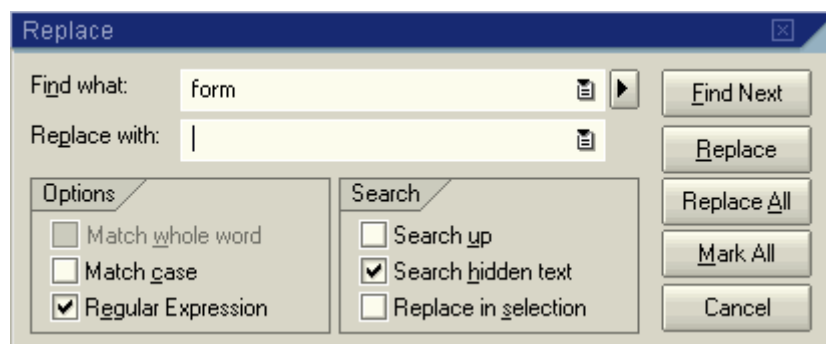 Replace
Find what: form
Find Next
Replace with:
Replace
Options
Search
Replace All
Match whole word
Search up
Mark All
Match case
Search hidden text
Regular Expression
Replace in selection
Cancel